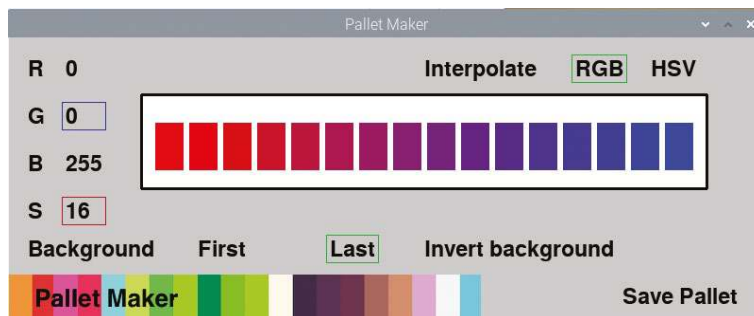 Pallet Maker
R 0 Interpolate RGB HSV
G 0
B 255
S 16
Background First Last Invert background
Pallet Maker Save Pallet